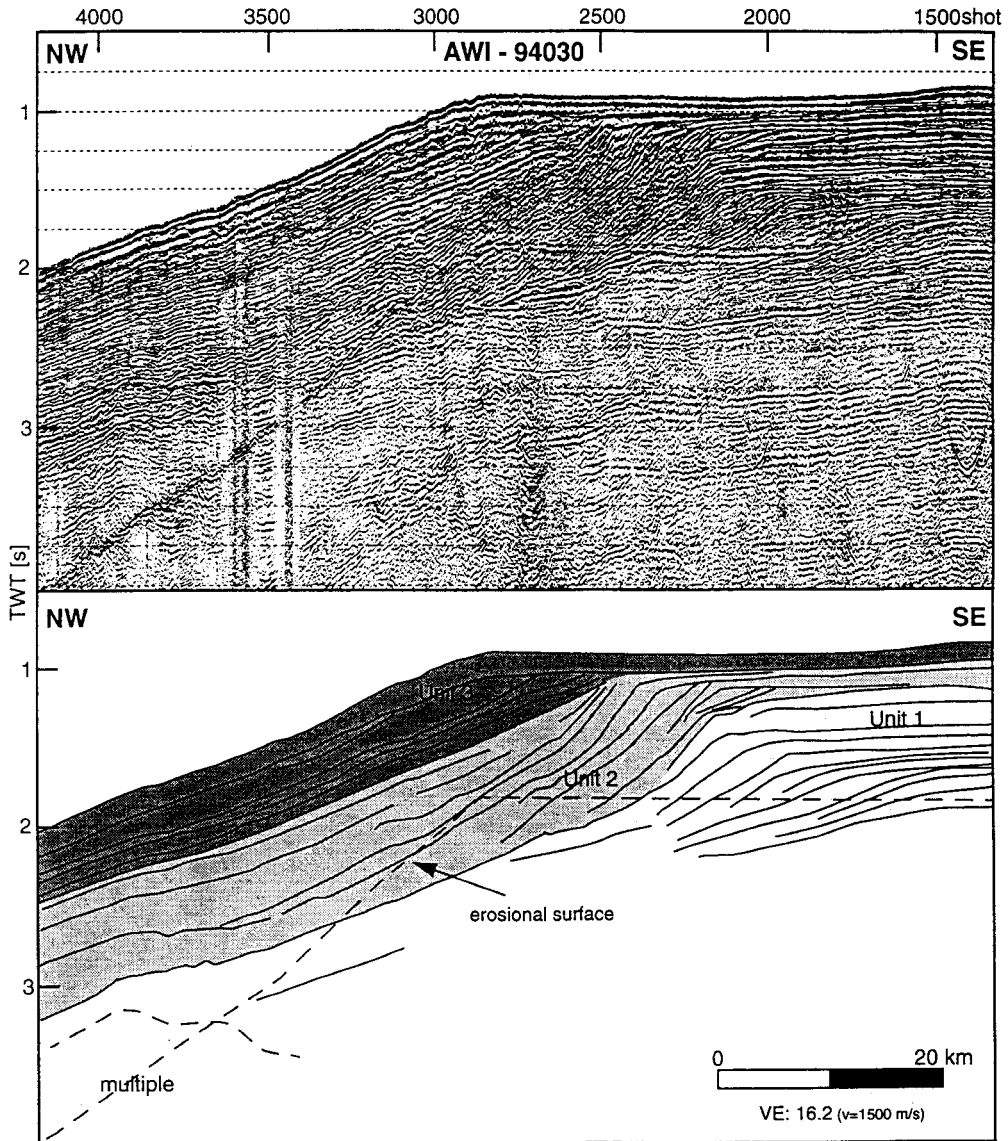 4000 3500 3000 2500 2000 1500shot
NW AWI - 94030 SE
1
2
3
TWT [s]
NW SE
1
Unit 3
Unit 1
Unit 2
2
erosional surface
3
multiple
0 20 km
VE: 16.2 (v=1500 m/s)